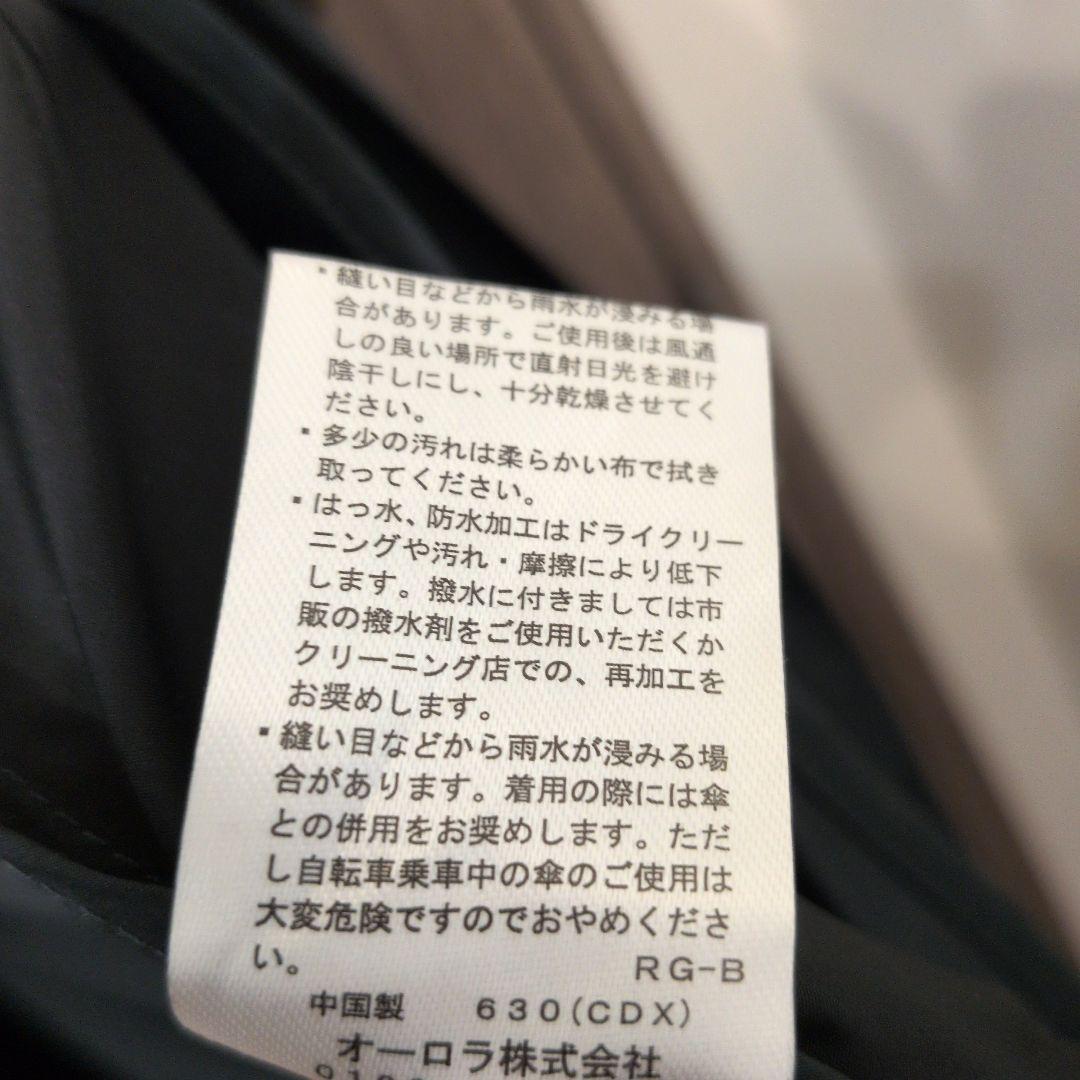 ・縫い目などから雨水が浸みる場
合があります。ご使用後は風通
しの良い場所で直射日光を避け
陰干しにし、十分乾燥させてく
ださい。
・多少の汚れは柔らかい布で拭き
取ってください。
・はっ水、防水加工はドライクリー
ニングや汚れ・摩擦により低下
します。撥水に付きましては市
販の撥水剤をご使用いただくか
クリーニング店での、再加工を
お奨めします。
・縫い目などから雨水が浸みる場
合があります。着用の際には傘
との併用をお奨めします。ただ
し自転車乗車中の傘のご使用は
大変危険ですのでおやめくださ
い。 RG-B
中国製 630(CDX)
オーロラ株式会社